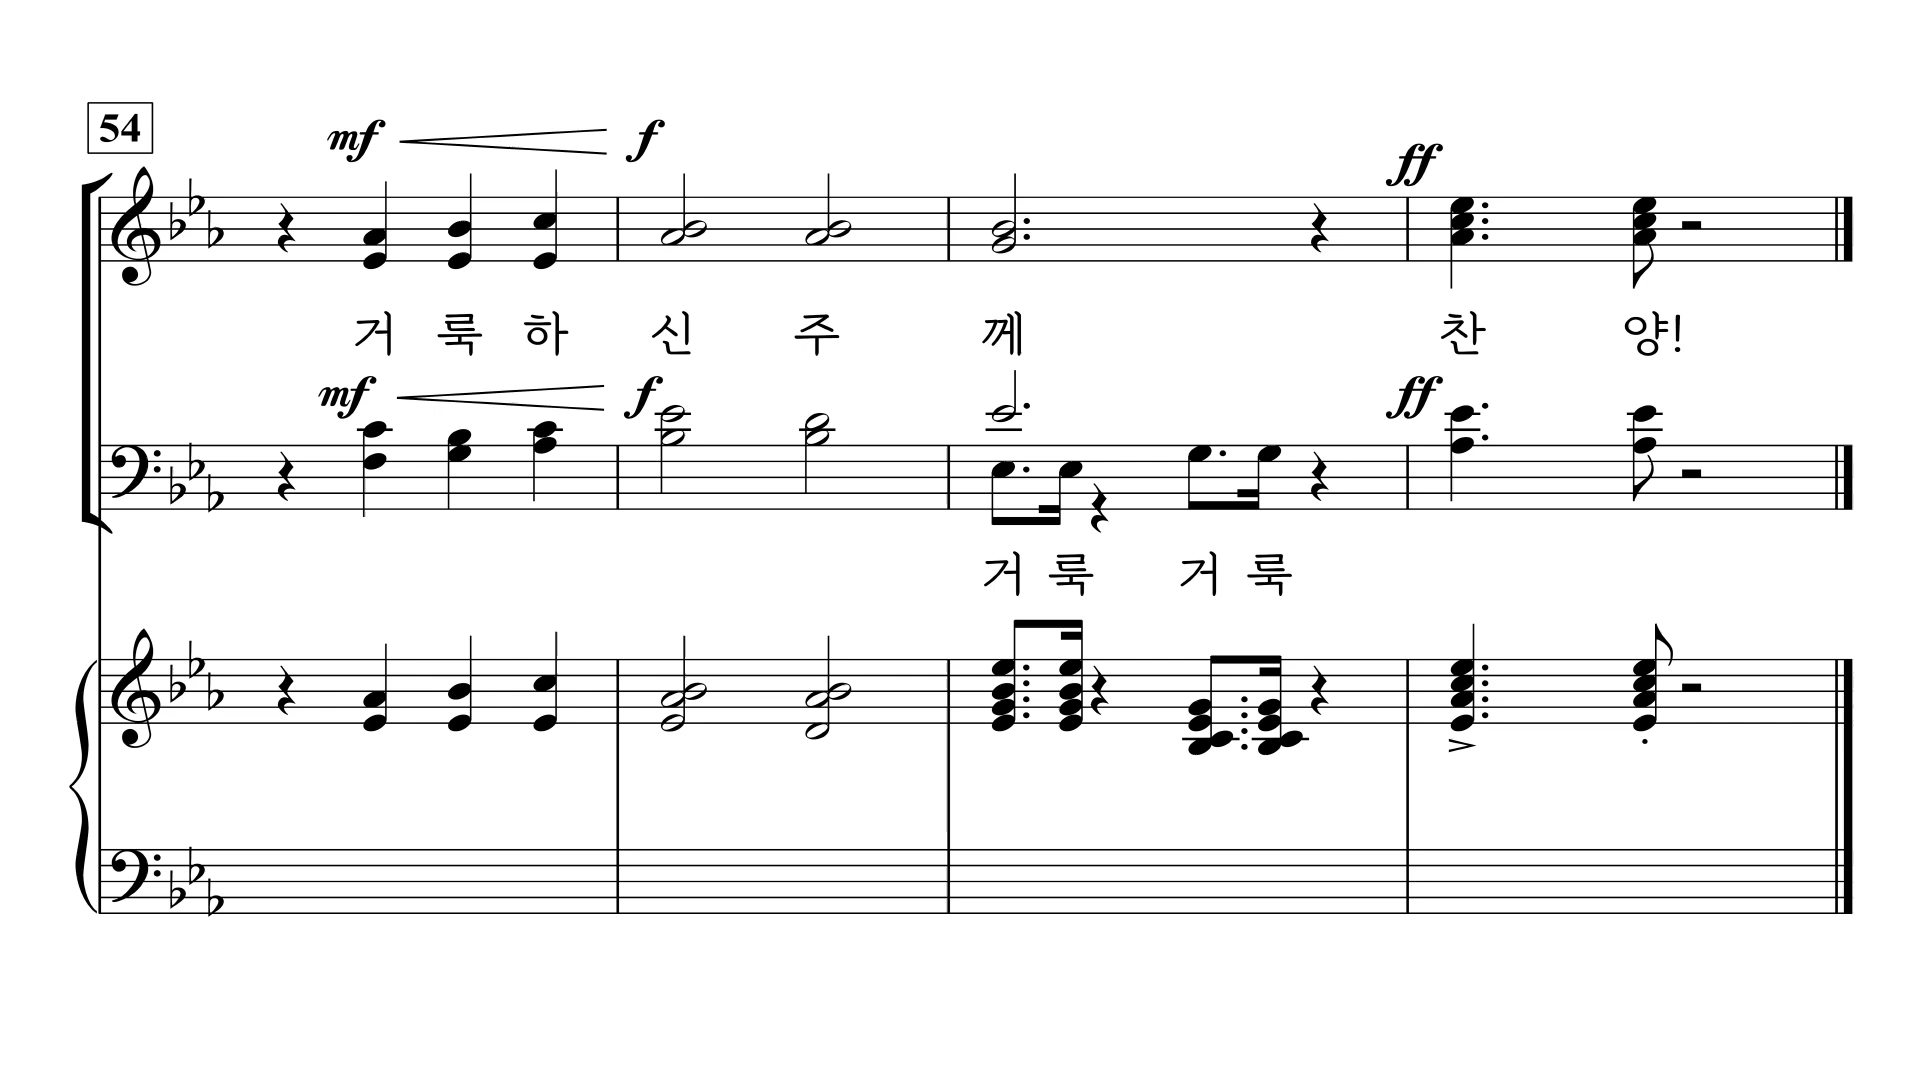 54
mf f ff
거 룩 하 신 주 께 찬 양!
mf f ff
거 룩 거 룩